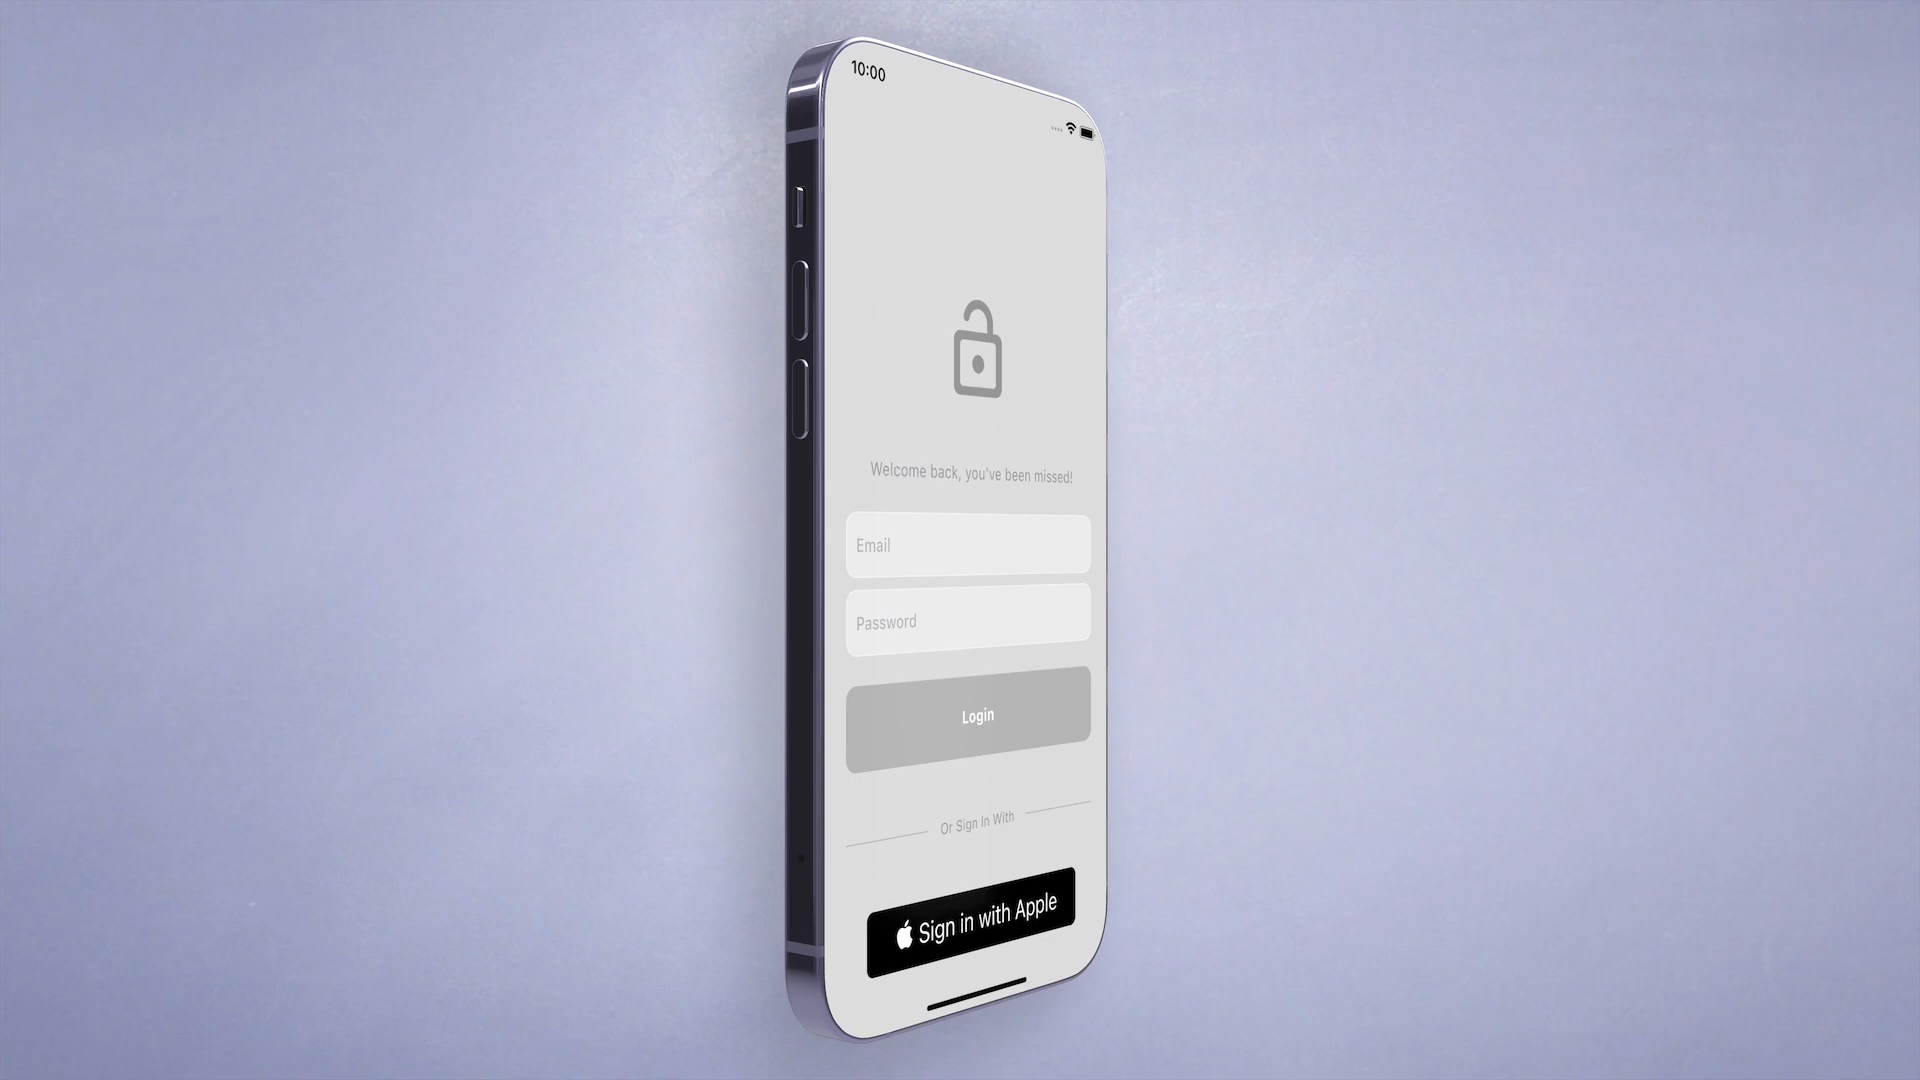 10:00
Welcome back, you've been missed!
Email
Password
Login
Or Sign In With
Sign in with Apple